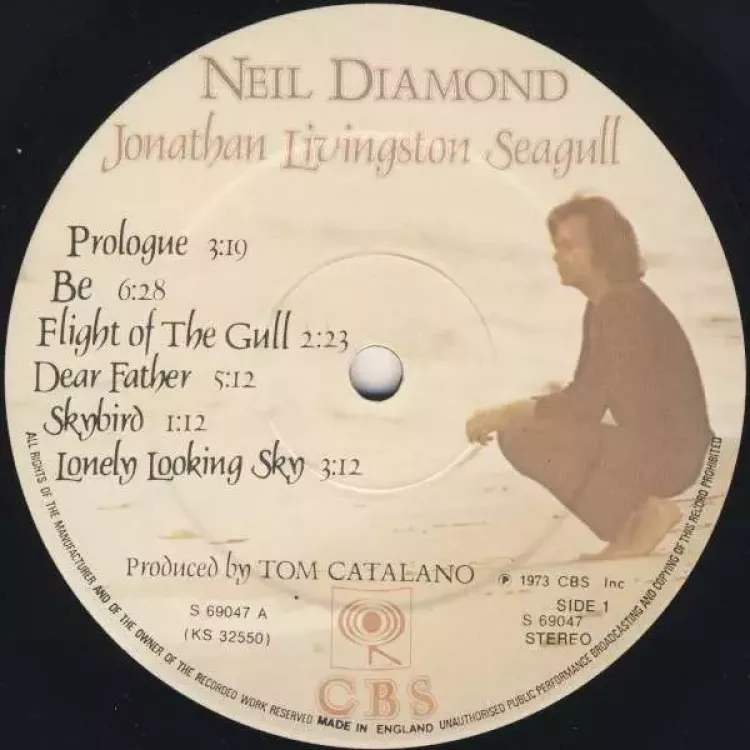 NEIL DIAMOND
Jonathan Livingston Seagull
Prologue 3:19
Be 6:28
Flight of The Gull 2:23
Dear Father 5:12
Skybird 1:12
Lonely Looking Sky 3:12
Produced by TOM CATALANO
℗ 1973 CBS Inc
S 69047 A
(KS 32550)
SIDE 1
S 69047
STEREO
CBS
ALL RIGHTS OF THE MANUFACTURER AND OF THE OWNER OF THE RECORDED WORK RESERVED MADE IN ENGLAND UNAUTHORISED PUBLIC PERFORMANCE BROADCASTING AND COPYING OF THIS RECORD PROHIBITED